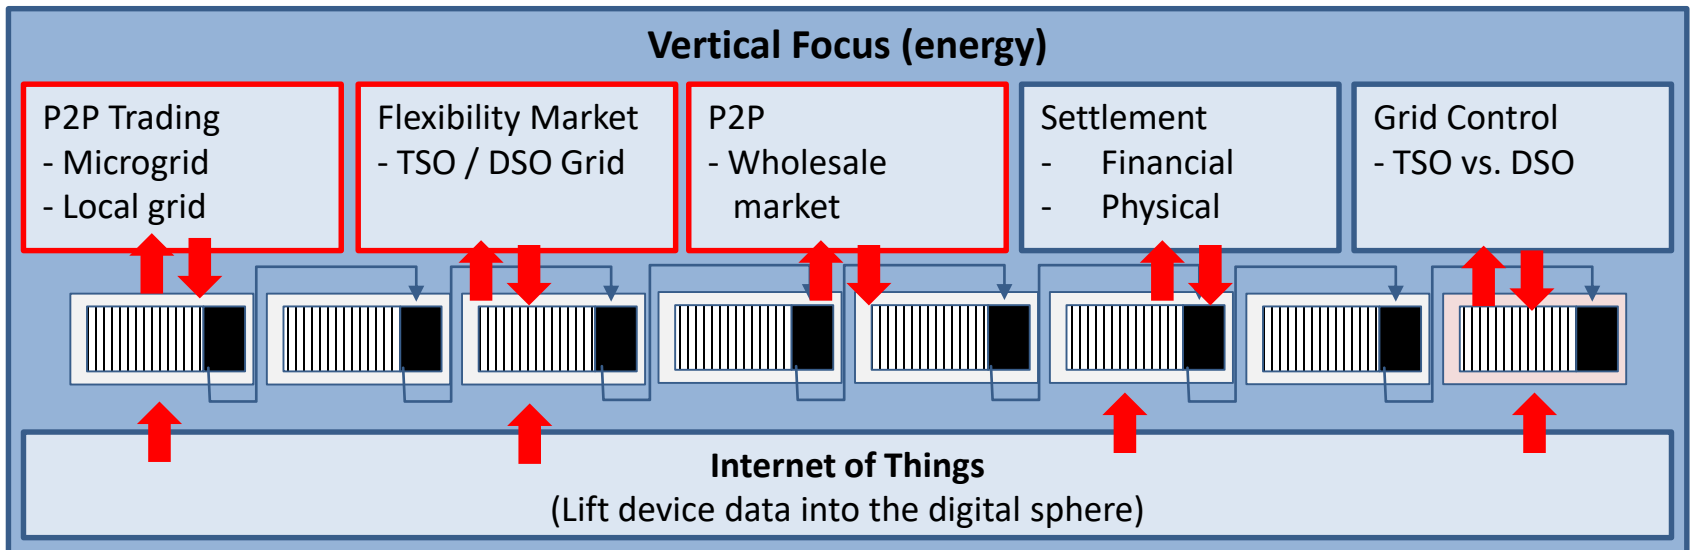 Vertical Focus (energy)
P2P Trading
- Microgrid
- Local grid
Flexibility Market
- TSO / DSO Grid
P2P
- Wholesale
market
Settlement
- Financial
- Physical
Grid Control
- TSO vs. DSO
Internet of Things
(Lift device data into the digital sphere)